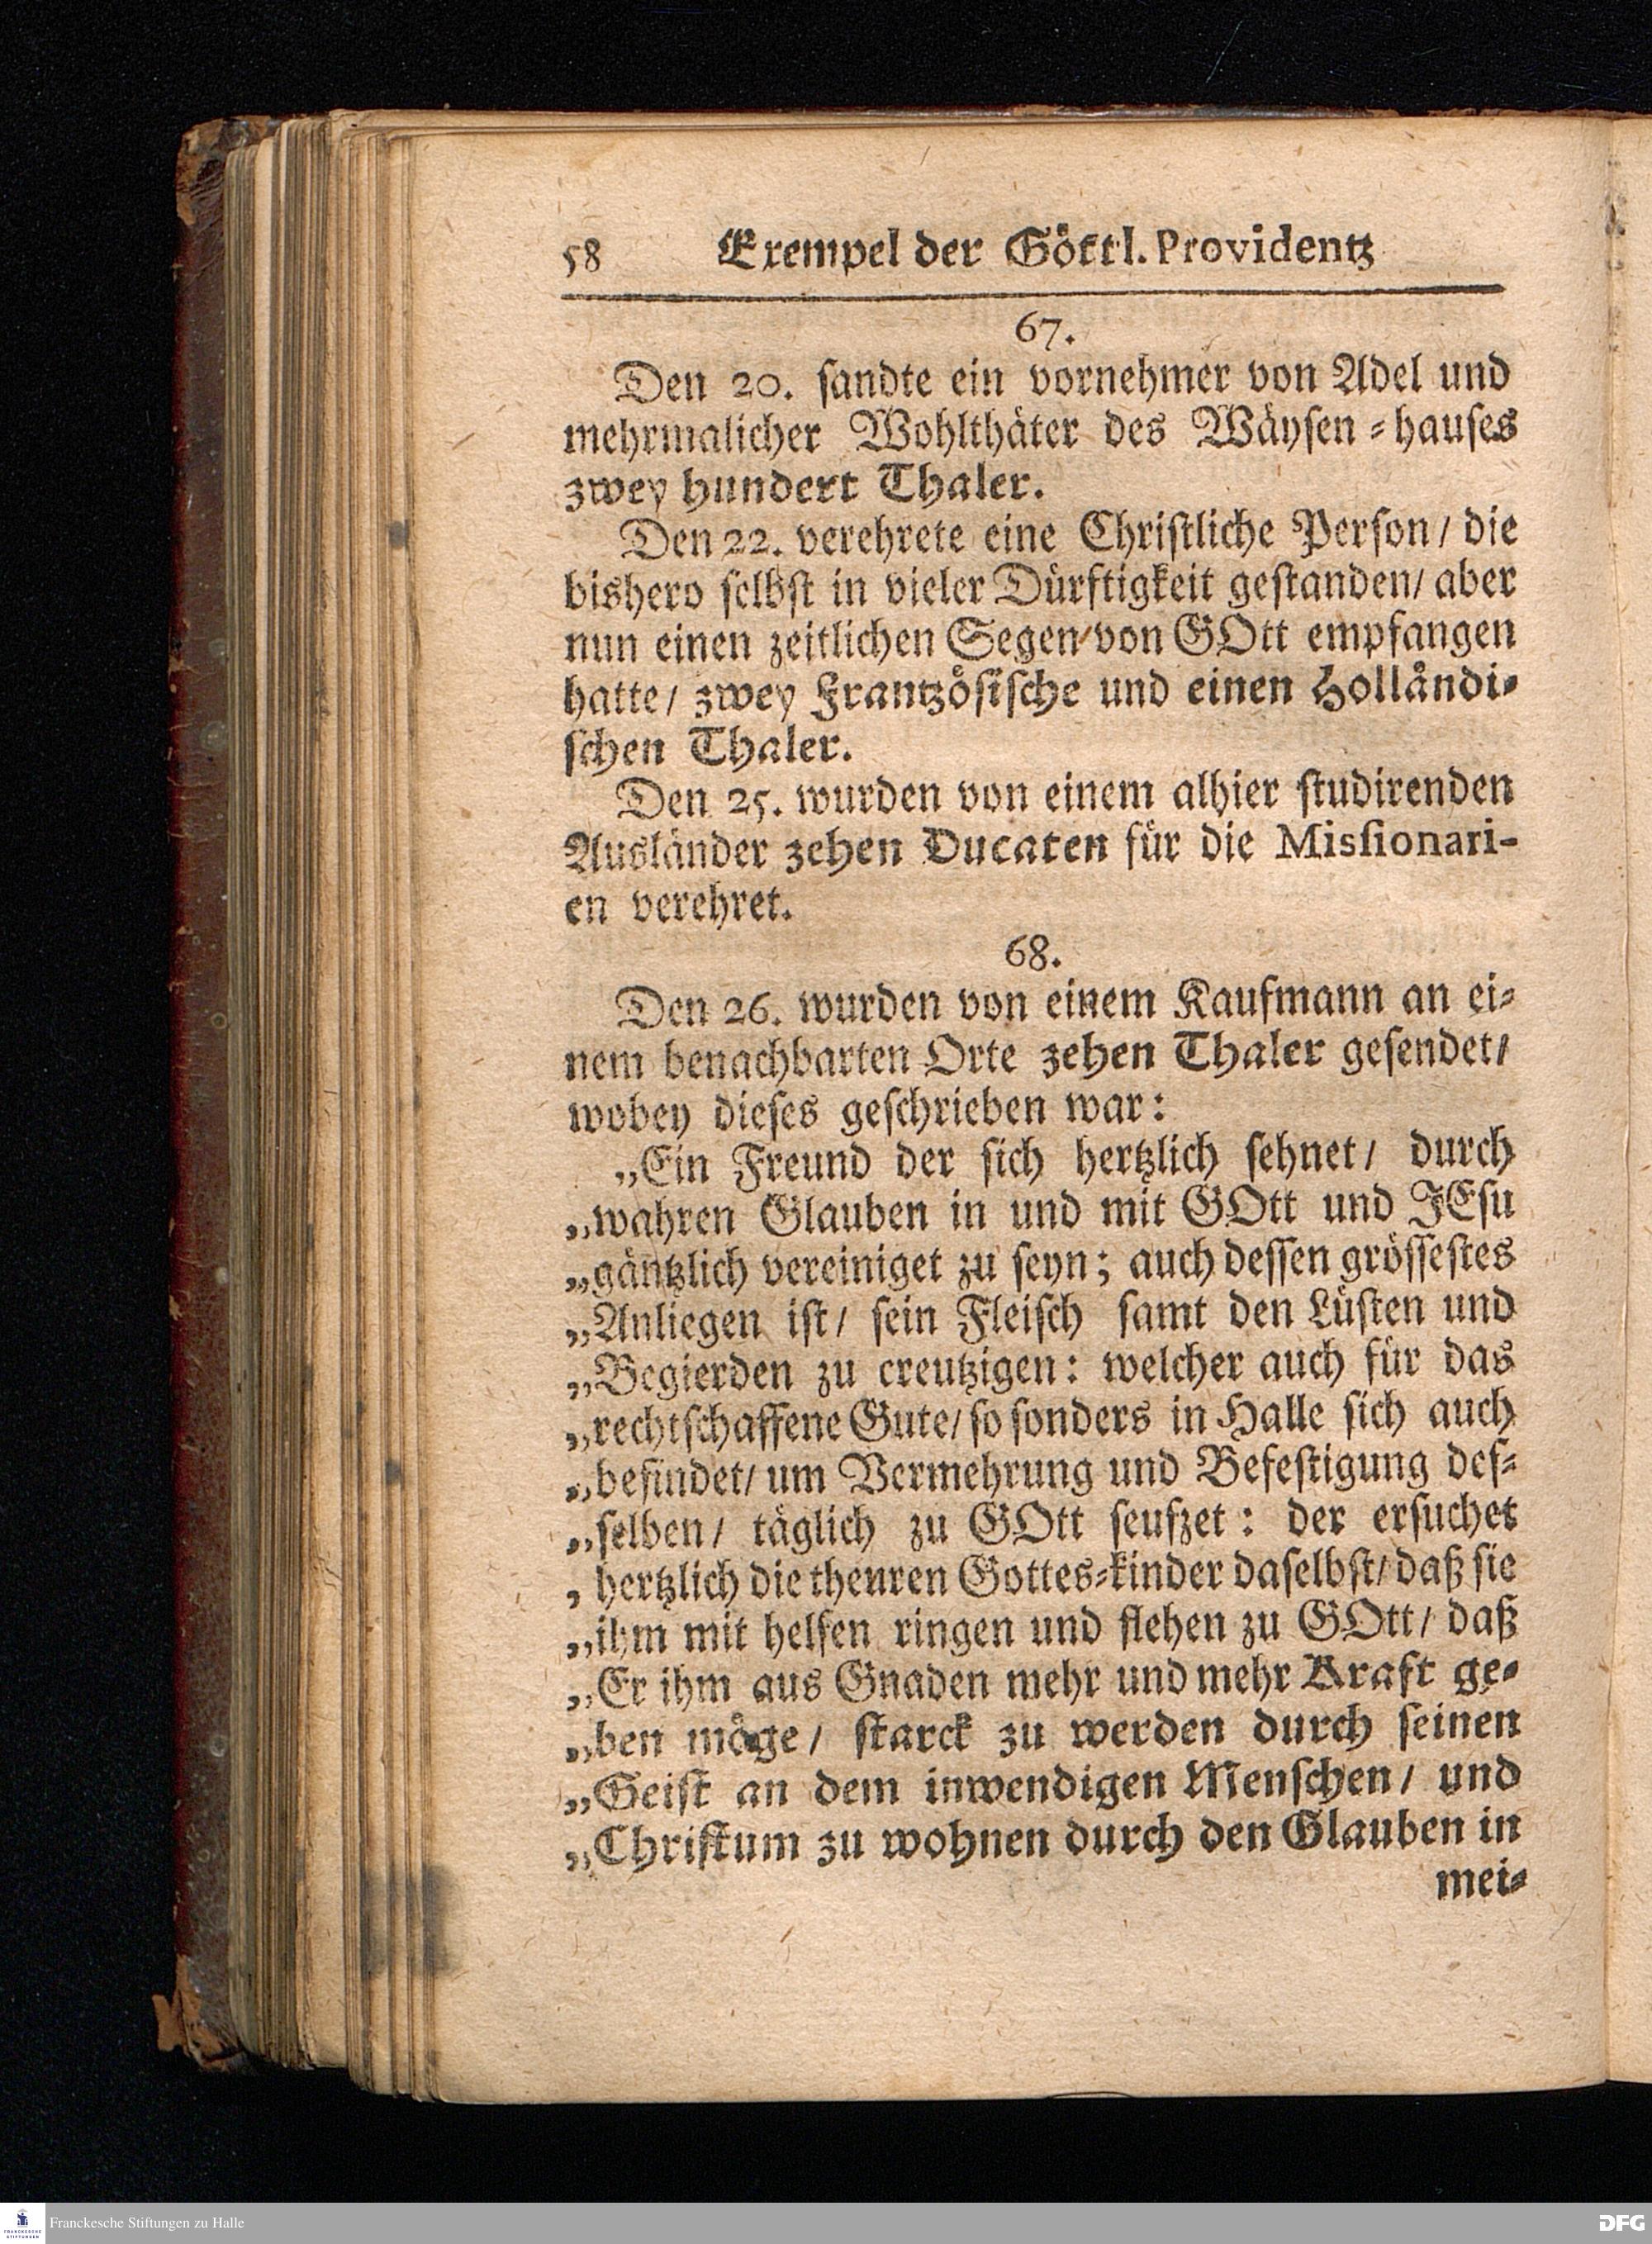 58 Exempel der Göttl. Providentz
67.
Den 20. ſandte ein vornehmer von Adel und
mehrmalicher Wohlthäter des Wäyſen-hauſes
zwey hundert Thaler.
Den 22. verehrete eine Chriſtliche Perſon/ die
bishero ſelbſt in vieler Dürftigkeit geſtanden/ aber
nun einen zeitlichen Segen/von GOtt empfangen
hatte/ zwey Frantzöſiſche und einen Holländi-
ſchen Thaler.
Den 25. wurden von einem alhier ſtudirenden
Ausländer zehen Ducaten für die Misſionari-
en verehret.
68.
Den 26. wurden von einem Kaufmann an ei-
nem benachbarten Orte zehen Thaler geſendet/
wobey dieſes geſchrieben war:
„Ein Freund der ſich hertzlich ſehnet/ durch
„wahren Glauben in und mit GOtt und JEſu
„gäntzlich vereiniget zu ſeyn; auch deſſen gröſſeſtes
„Anliegen iſt/ ſein Fleiſch ſamt den Lüſten und
„Begierden zu creutzigen: welcher auch für das
„rechtſchaffene Gute/ ſo ſonders in Halle ſich auch
„befindet/ um Vermehrung und Befeſtigung deſ-
„ſelben/ täglich zu GOtt ſeufzet: der erſuchet
, hertzlich die theuren Gottes-kinder daſelbſt/ daß ſie
„ihm mit helfen ringen und flehen zu GOtt/ daß
„Er ihm aus Gnaden mehr und mehr Kraft ge-
„ben möge/ ſtarck zu werden durch ſeinen
„Geiſt an dem inwendigen Menſchen/ und
„Chriſtum zu wohnen durch den Glauben in
mei-
FRANCKESCHE STIFTUNGEN
Franckesche Stiftungen zu Halle
DFG